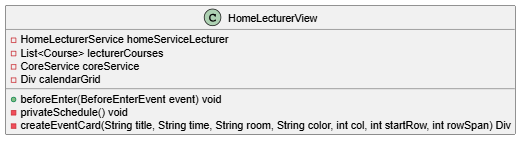 C HomeLecturerView
HomeLecturerService homeServiceLecturer
List<Course> lecturerCourses
CoreService coreService
Div calendarGrid
beforeEnter(BeforeEnterEvent event) void
privateSchedule() void
createEventCard(String title, String time, String room, String color, int col, int startRow, int rowSpan) Div